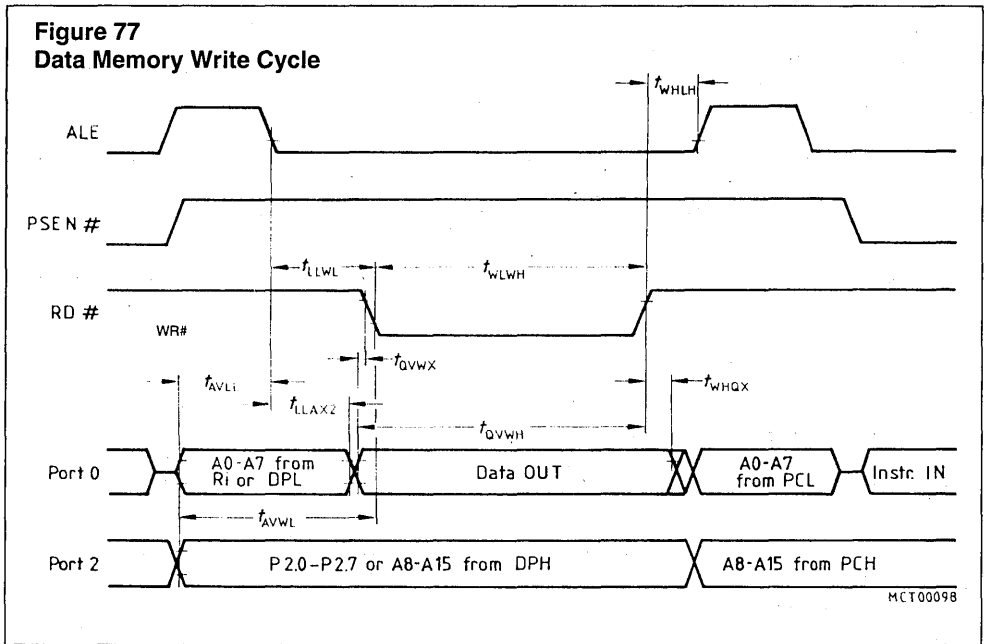 Figure 77
Data Memory Write Cycle
tWHLH
ALE
PSEN #
tLLWL
tWLWH
RD #
WR#
tQVWX
tAVLl
tWHQX
tLLAX2
tQVWH
Port 0
A0-A7 from
Ri or DPL
Data OUT
A0-A7
from PCL
Instr. IN
tAVWL
Port 2
P2.0-P2.7 or A8-A15 from DPH
A8-A15 from PCH
MCT00098